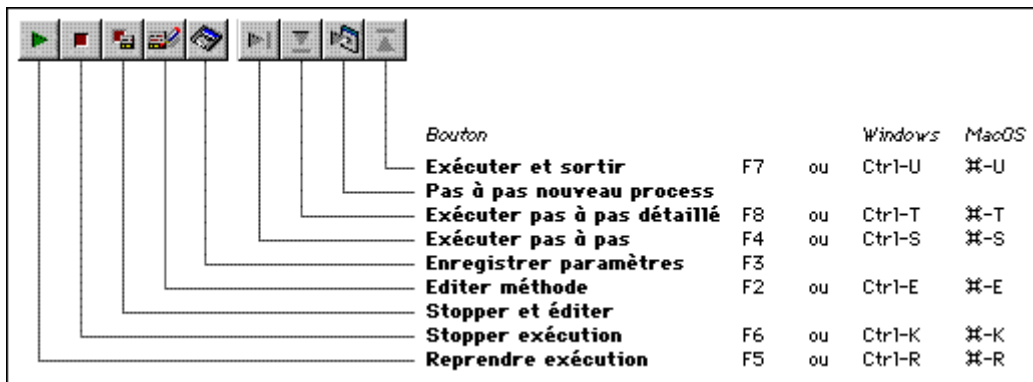 Bouton Windows MacOS
Exécuter et sortir F7 ou Ctrl-U ⌘-U
Pas à pas nouveau process
Exécuter pas à pas détaillé F8 ou Ctrl-T ⌘-T
Exécuter pas à pas F4 ou Ctrl-S ⌘-S
Enregistrer paramètres F3
Editer méthode F2 ou Ctrl-E ⌘-E
Stopper et éditer
Stopper exécution F6 ou Ctrl-K ⌘-K
Reprendre exécution F5 ou Ctrl-R ⌘-R